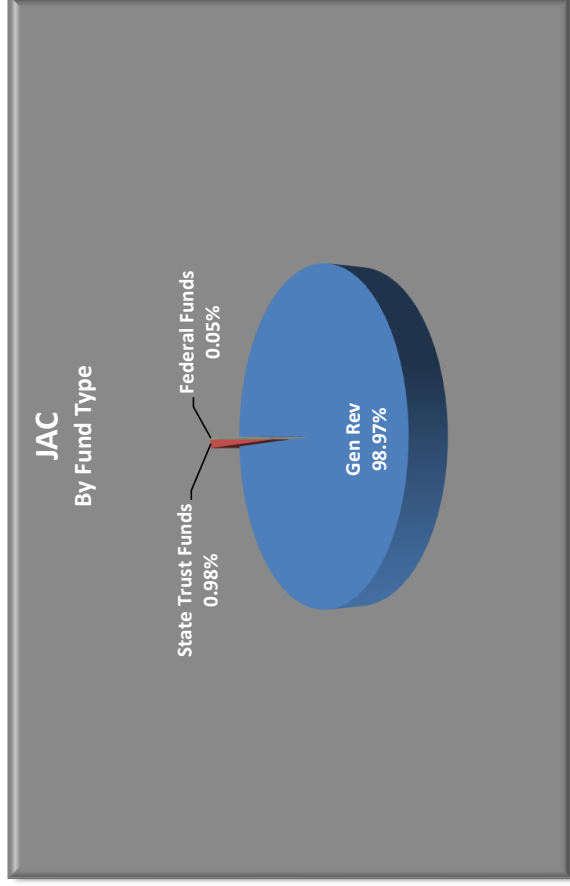 JAC
By Fund Type
State Trust Funds
0.98%
Federal Funds
0.05%
Gen Rev
98.97%